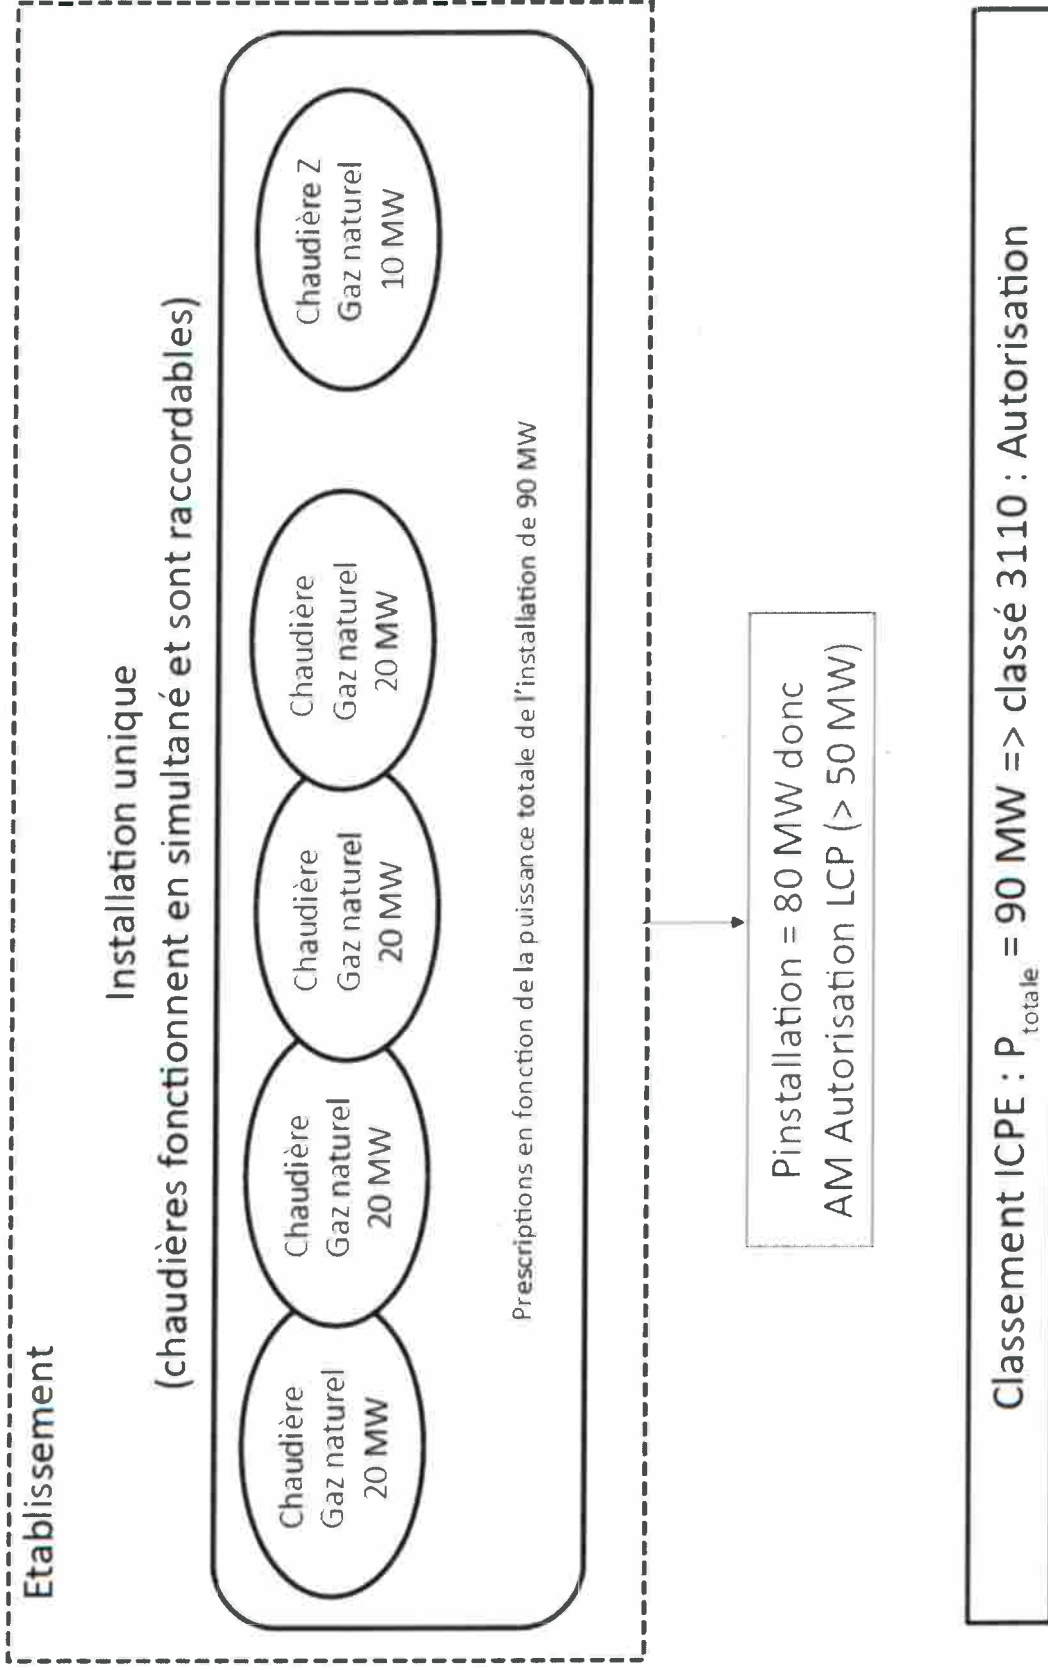 Etablissement
Installation unique
(chaudières fonctionnent en simultané et sont raccordables)
Chaudière
Gaz naturel
20 MW
Chaudière
Gaz naturel
20 MW
Chaudière
Gaz naturel
20 MW
Chaudière
Gaz naturel
20 MW
Chaudière Z
Gaz naturel
10 MW
Prescriptions en fonction de la puissance totale de l'installation de 90 MW
Pinstallation = 80 MW donc
AM Autorisation LCP (> 50 MW)
Classement ICPE : P totale = 90 MW => classé 3110 : Autorisation